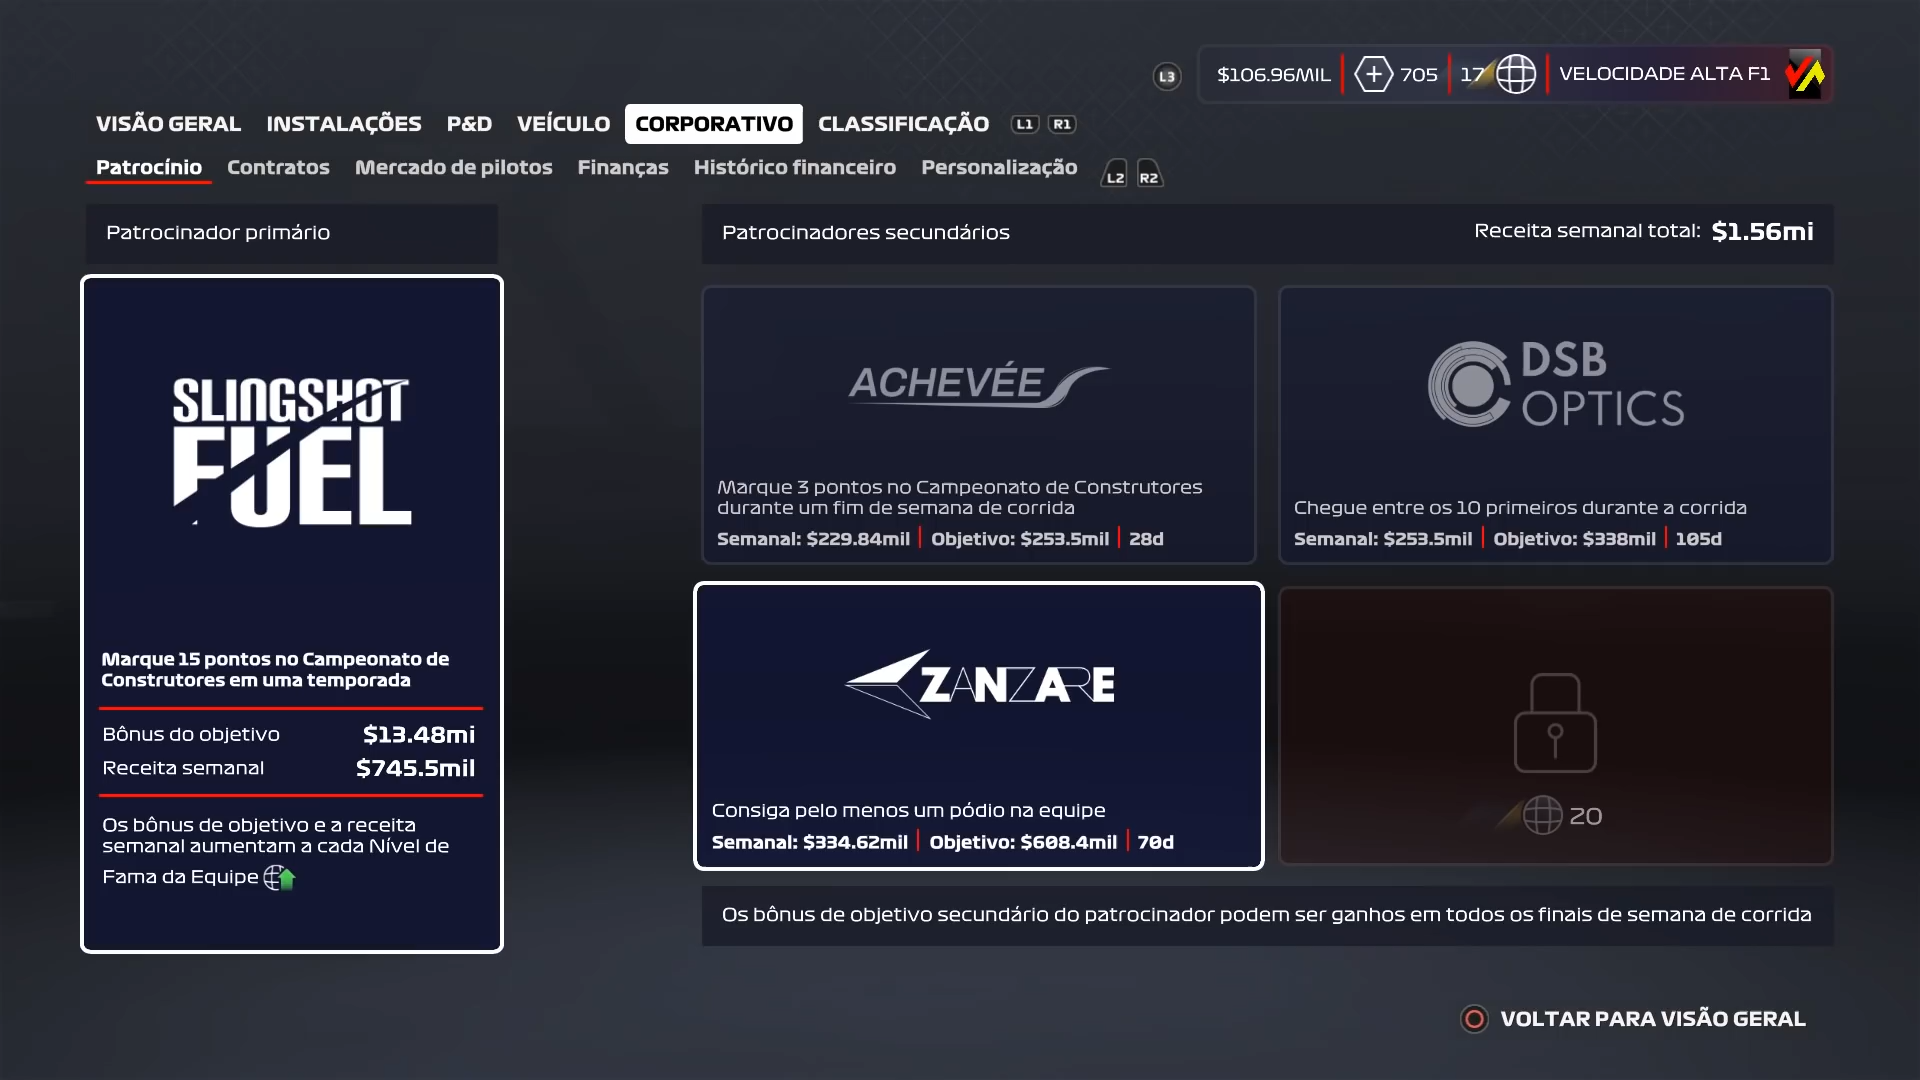 L3 $106.96MIL 705 17 VELOCIDADE ALTA F1
VISÃO GERAL INSTALAÇÕES P&D VEÍCULO CORPORATIVO CLASSIFICAÇÃO L1 R1
Patrocínio Contratos Mercado de pilotos Finanças Histórico financeiro Personalização L2 R2
Patrocinador primário
SLINGSHOT
FUEL
Marque 15 pontos no Campeonato de
Construtores em uma temporada
Bônus do objetivo $13.48mi
Receita semanal $745.5mil
Os bônus de objetivo e a receita
semanal aumentam a cada Nível de
Fama da Equipe
Patrocinadores secundários Receita semanal total: $1.56mi
ACHEVÉE
Marque 3 pontos no Campeonato de Construtores
durante um fim de semana de corrida
Semanal: $229.84mil Objetivo: $253.5mil 28d
DSB
OPTICS
Chegue entre os 10 primeiros durante a corrida
Semanal: $253.5mil Objetivo: $338mil 105d
ZANZARE
Consiga pelo menos um pódio na equipe
Semanal: $334.62mil Objetivo: $608.4mil 70d
20
Os bônus de objetivo secundário do patrocinador podem ser ganhos em todos os finais de semana de corrida
VOLTAR PARA VISÃO GERAL